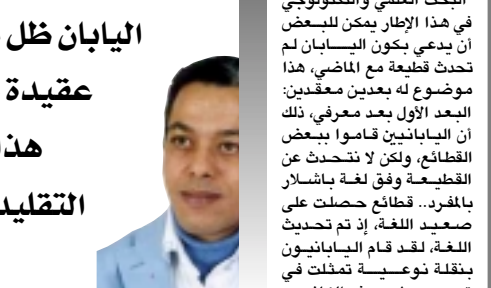 اليابان ظل
عقيدة
هذ
التقليد
البحث العلمي والتكنولوجي
في هذا الإطار يمكن للبعض
أن يدعي بكون اليابان لم
تحدث قطيعة مع الماضي، هذا
موضوع له بعدين معقدين:
البعد الأول بعد معرفي، ذلك
أن اليابانيين قاموا ببعض
القطائع، ولكن لا نتحدث عن
القطيعة وفق لغة باشلار
بالمفرد.. قطائع حصلت على
صعيد اللغة، إذ تم تحديث
اللغة، لقد قام اليابانيون
بنقلة نوعية تمثلت في